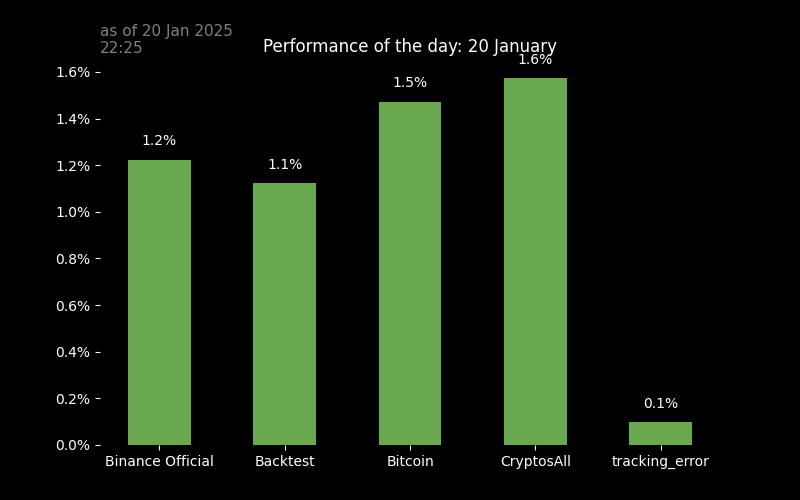 as of 20 Jan 2025
22:25
Performance of the day: 20 January
1.6%
1.4%
1.2%
1.0%
0.8%
0.6%
0.4%
0.2%
0.0%
1.2%
1.1%
1.5%
1.6%
0.1%
Binance Official
Backtest
Bitcoin
CryptosAll
tracking_error